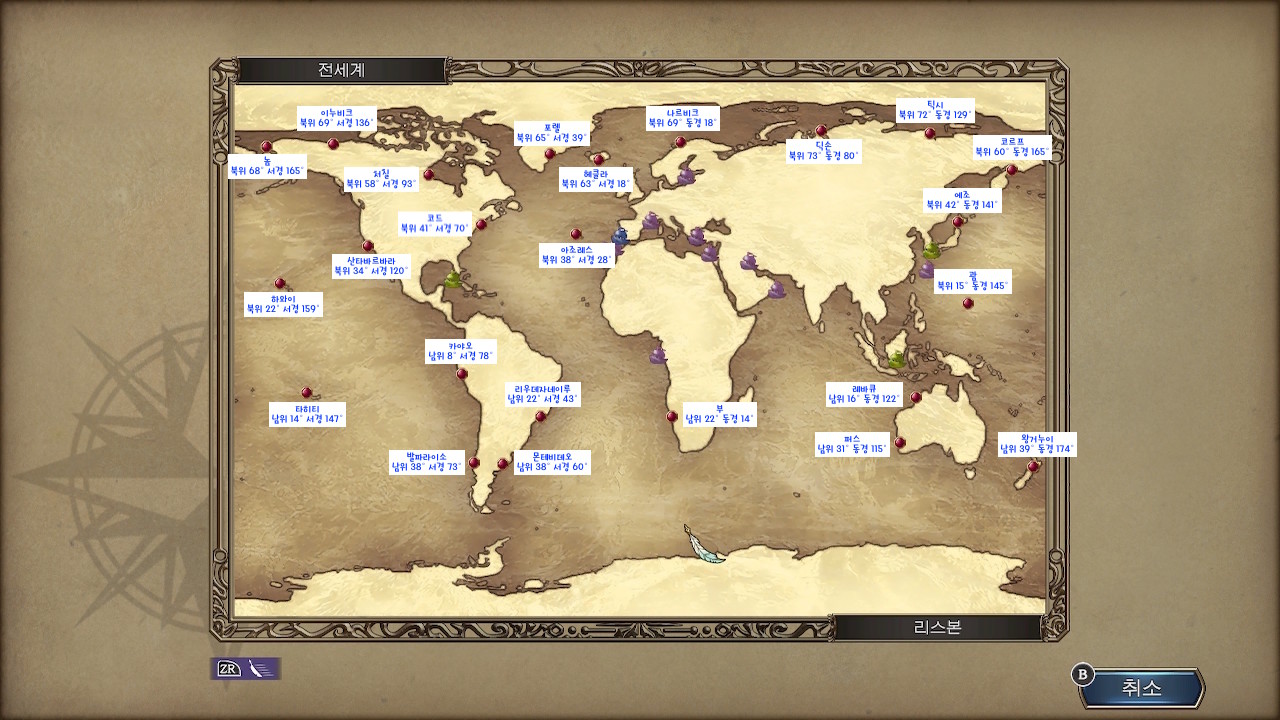 전세계
이누비크
북위 69° 서경 136°
나르비크
북위 69° 동경 18°
틱시
북위 72° 동경 129°
포렐
북위 65° 서경 39°
딕손
북위 73° 동경 80°
코르프
북위 60° 동경 165°
놈
북위 68° 서경 165°
처칠
북위 58° 서경 93°
헤클라
북위 63° 서경 18°
에조
북위 42° 동경 141°
코드
북위 41° 서경 70°
아조레스
북위 38° 서경 28°
산타바르바라
북위 34° 서경 120°
괌
북위 15° 동경 145°
하와이
북위 22° 서경 159°
카야오
남위 8° 서경 78°
리우데자네이루
남위 22° 서경 43°
래바큐
남위 16° 동경 122°
타히티
남위 14° 서경 147°
부
남위 22° 동경 14°
퍼스
남위 31° 동경 115°
왕거누이
남위 39° 동경 174°
발파라이소
남위 38° 서경 73°
몬테비데오
남위 38° 서경 60°
리스본
ZR
B
취소